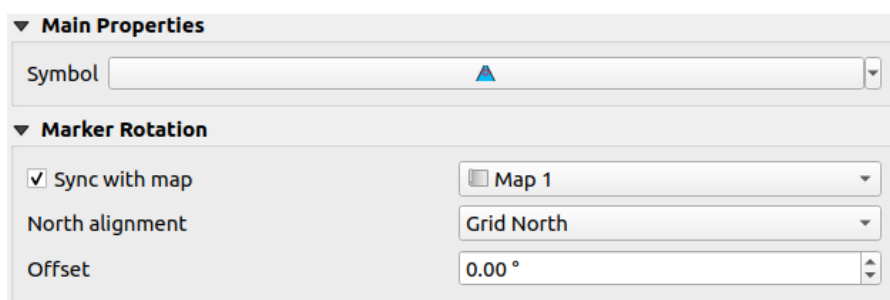 Main Properties
Symbol
Marker Rotation
Sync with map Map 1
North alignment Grid North
Offset 0.00 °